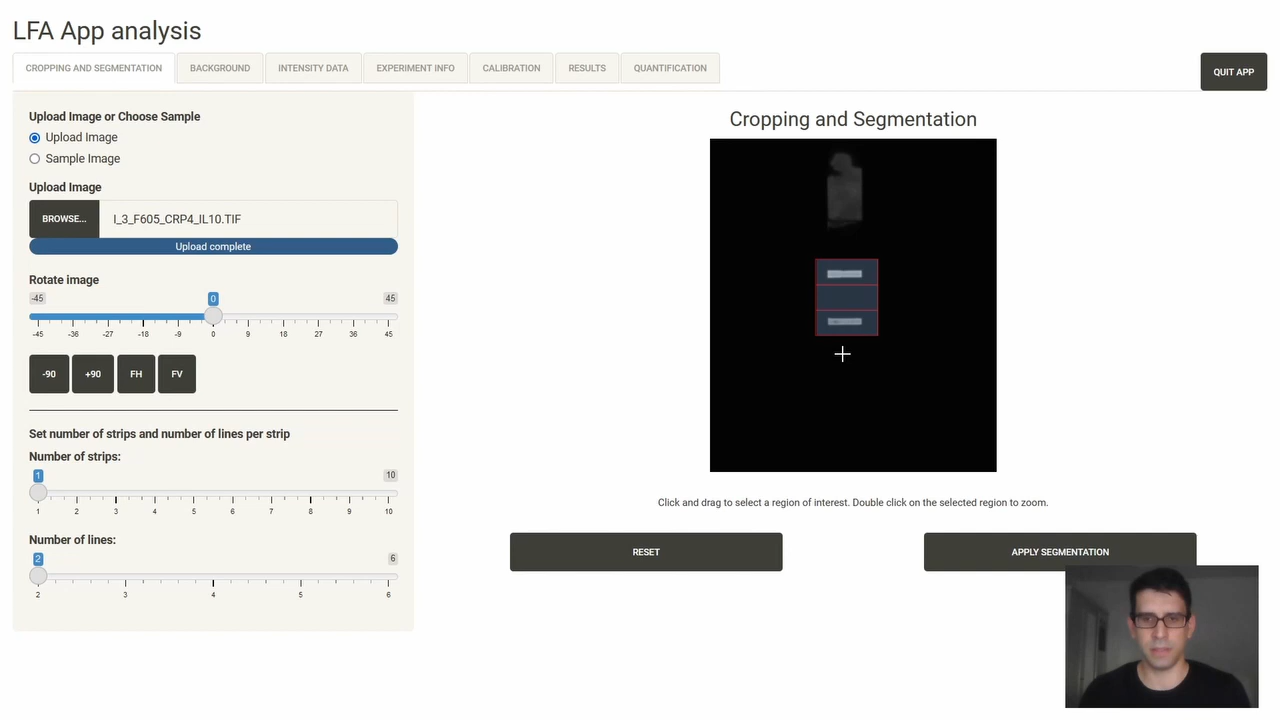 LFA App analysis
CROPPING AND SEGMENTATION BACKGROUND INTENSITY DATA EXPERIMENT INFO CALIBRATION RESULTS QUANTIFICATION
QUIT APP
Upload Image or Choose Sample
Upload Image
Sample Image
Upload Image
BROWSE... I_3_F605_CRP4_IL10.TIF
Upload complete
Rotate image
-45 0 45
-45 -36 -27 -18 -9 0 9 18 27 36 45
-90 +90 FH FV
Set number of strips and number of lines per strip
Number of strips:
1 10
1 2 3 4 5 6 7 8 9 10
Number of lines:
2 6
2 3 4 5 6
Cropping and Segmentation
Click and drag to select a region of interest. Double click on the selected region to zoom.
RESET APPLY SEGMENTATION